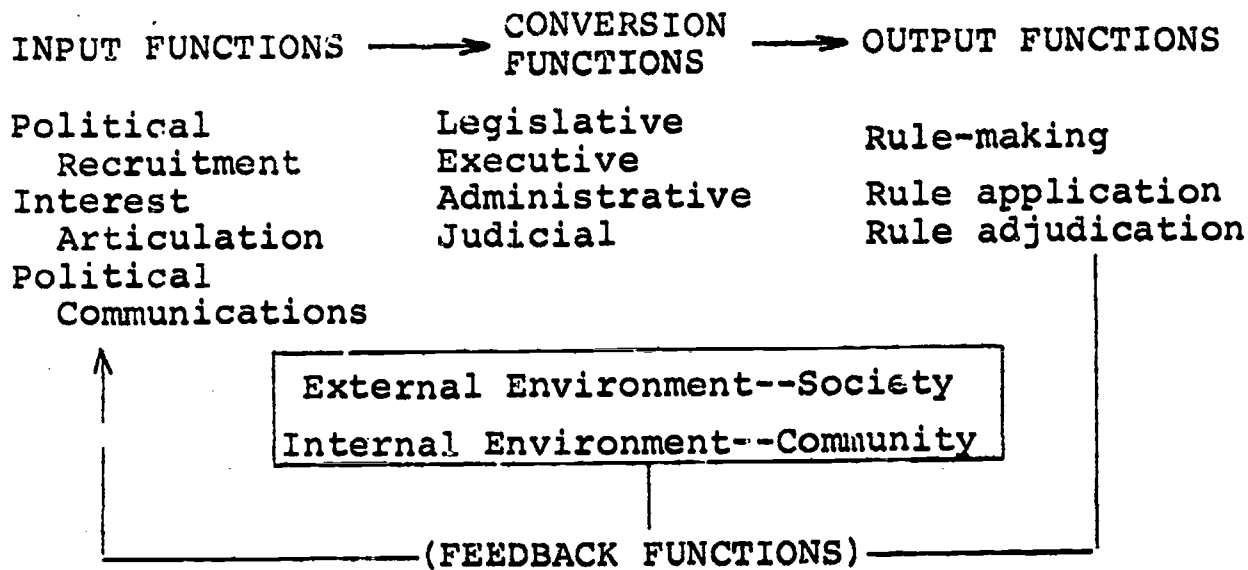 INPUT FUNCTIONS
CONVERSION
FUNCTIONS
OUTPUT FUNCTIONS
Political
Recruitment
Interest
Articulation
Political
Communications
Legislative
Executive
Administrative
Judicial
Rule-making
Rule application
Rule adjudication
External Environment--Society
Internal Environment--Community
(FEEDBACK FUNCTIONS)